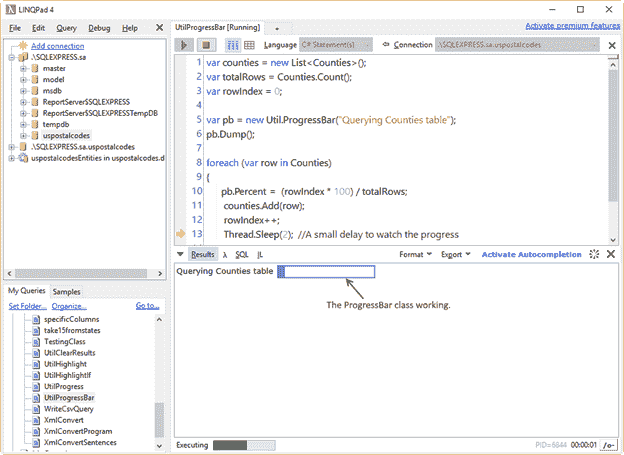 LINQPad 4
File Edit Query Debug Help
Add connection
.\SQLEXPRESS.sa
master
model
msdb
ReportServer$SQLEXPRESS
ReportServer$SQLEXPRESSTempDB
tempdb
uspostalcodes
.\SQLEXPRESS.sa.uspostalcodes
uspostalcodesEntities in uspostalcodes.d
My Queries Samples
Set Folder... Organize... Go to...
specificColumns
take15fromstates
TestingClass
UtilClearResults
UtilHighlight
UtilHighlightIf
UtilProgress
UtilProgressBar
WriteCsvQuery
XmlConvert
XmlConvertProgram
XmlConvertSentences
UtilProgressBar [Running] +
Activate premium features
Language C# Statement(s) Connection .\SQLEXPRESS.sa.uspostalcodes
1 var counties = new List<Counties>();
2 var totalRows = Counties.Count();
3 var rowIndex = 0;
4
5 var pb = new Util.ProgressBar("Querying Counties table");
6 pb.Dump();
7
8 foreach (var row in Counties)
9 {
10 pb.Percent = (rowIndex * 100) / totalRows;
11 counties.Add(row);
12 rowIndex++;
13 Thread.Sleep(2); //A small delay to watch the progress
Results λ SQL IL Format Export Activate Autocompletion
Querying Counties table
The ProgressBar class working.
Executing PID=6844 00:00:01 /o-